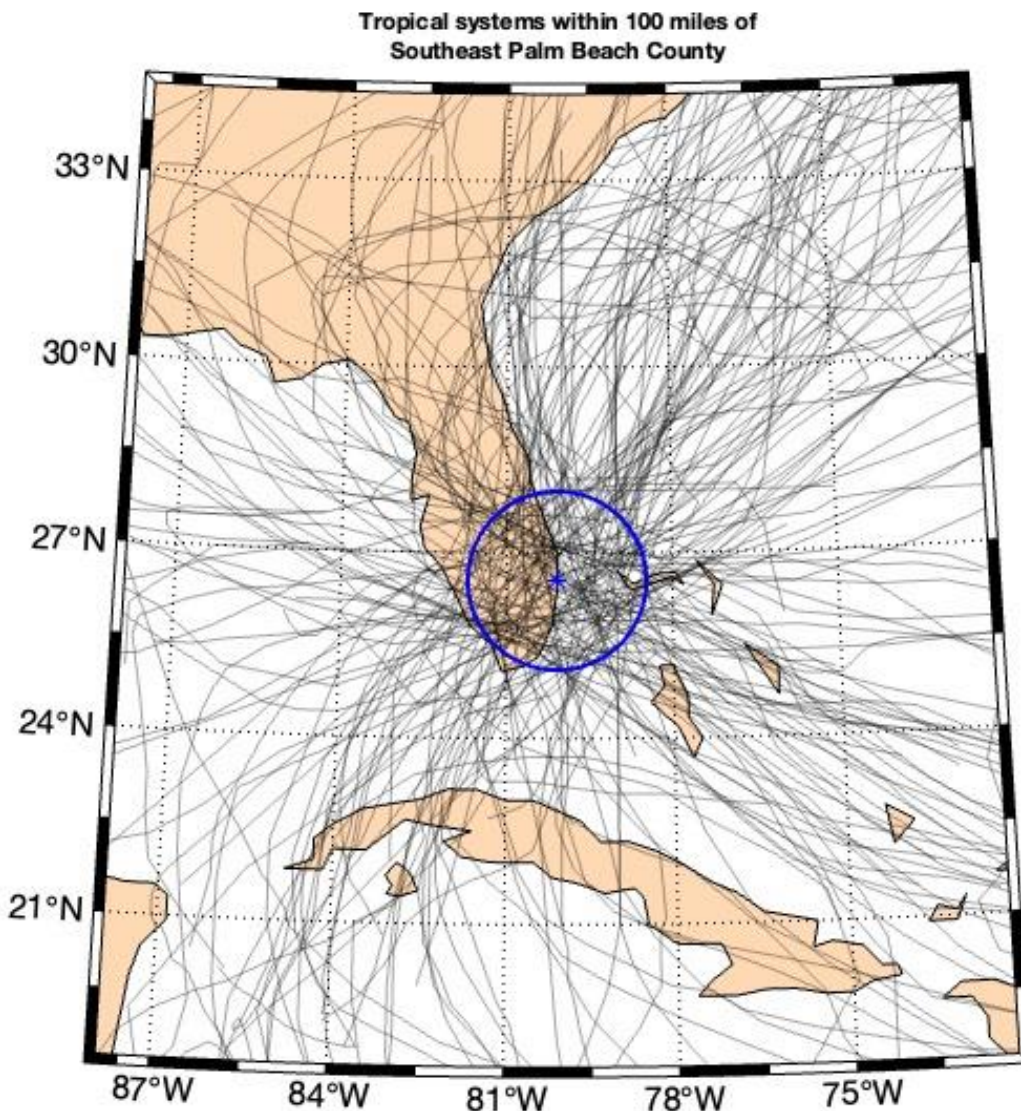 Tropical systems within 100 miles of
Southeast Palm Beach County
33°N
30°N
27°N
24°N
21°N
87°W
84°W
81°W
78°W
75°W